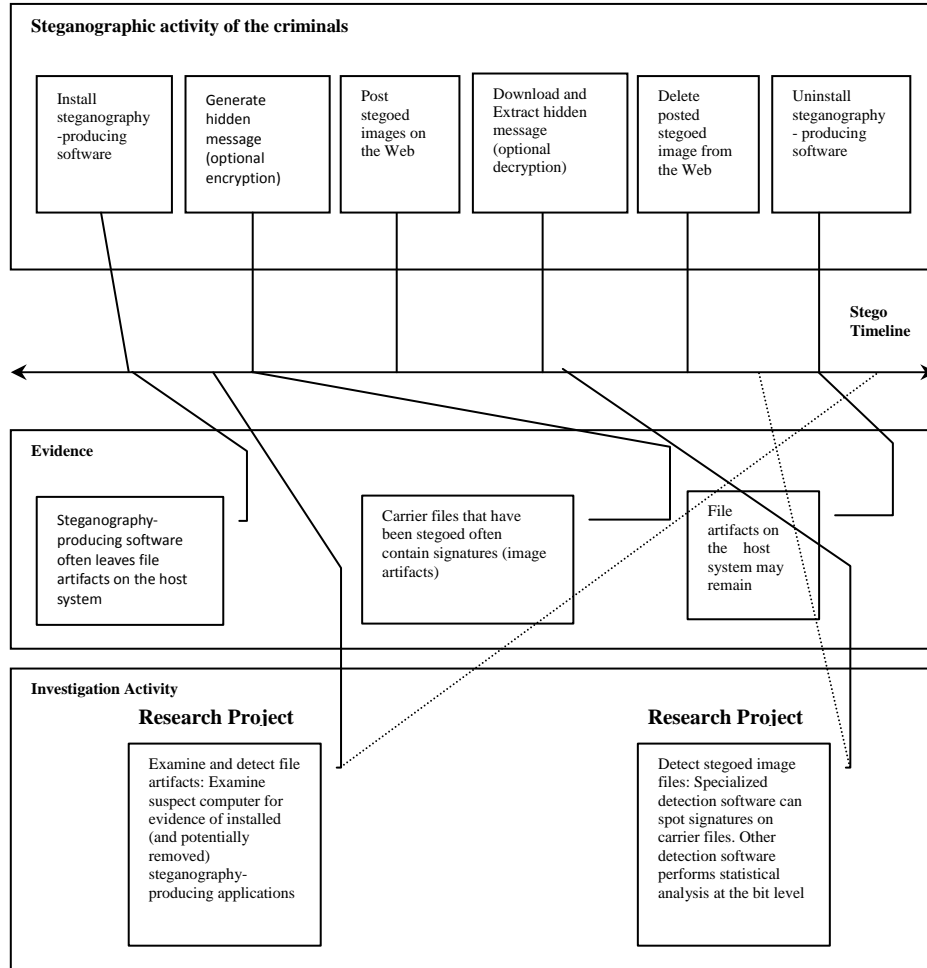 Steganographic activity of the criminals
Install
steganography
-producing
software
Generate
hidden
message
(optional
encryption)
Post
stegoed
images on
the Web
Download and
Extract hidden
message
(optional
decryption)
Delete
posted
stegoed
image from
the Web
Uninstall
steganography
- producing
software
Stego
Timeline
Evidence
Steganography-
producing software
often leaves file
artifacts on the host
system
Carrier files that have
been stegoed often
contain signatures (image
artifacts)
File
artifacts on
the host
system may
remain
Investigation Activity
Research Project
Examine and detect file
artifacts: Examine
suspect computer for
evidence of installed
(and potentially
removed)
steganography-
producing applications
Research Project
Detect stegoed image
files: Specialized
detection software can
spot signatures on
carrier files. Other
detection software
performs statistical
analysis at the bit level